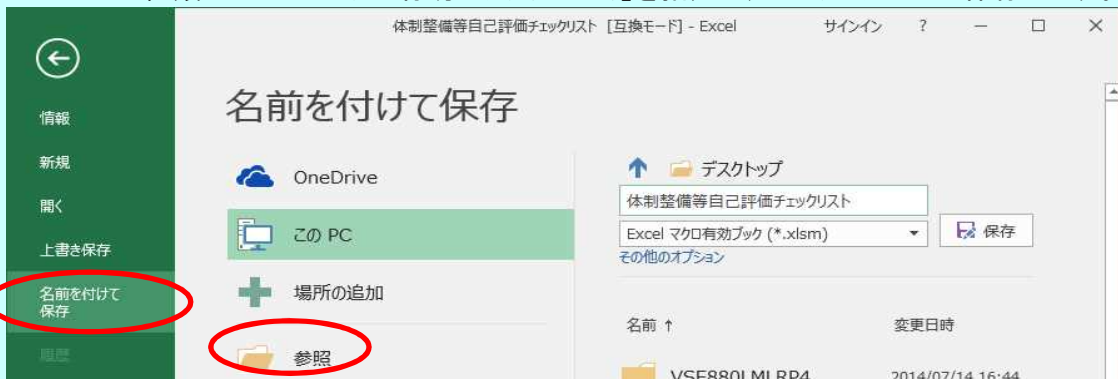 体制整備等自己評価チェックリスト [互換モード] - Excel サインイン ?
名前を付けて保存
情報
新規
開く
上書き保存
名前を付けて
保存
OneDrive
この PC
場所の追加
参照
デスクトップ
体制整備等自己評価チェックリスト
Excel マクロ有効ブック (*.xlsm)
保存
その他のオプション
名前 ↑ 変更日時
VSE880LMLRP4 2014/07/14 16:44